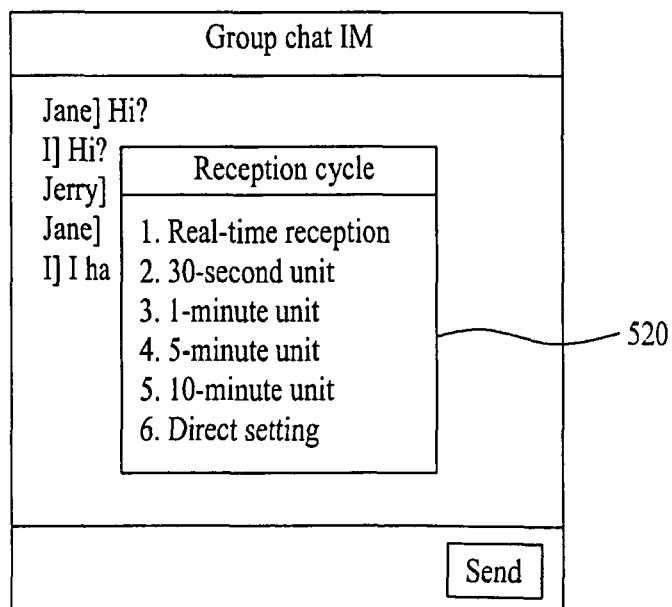 Group chat IM
Jane] Hi?
I] Hi?
Jerry]
Jane]
I] I ha
Reception cycle
1. Real-time reception
2. 30-second unit
3. 1-minute unit
4. 5-minute unit
5. 10-minute unit
6. Direct setting
520
Send